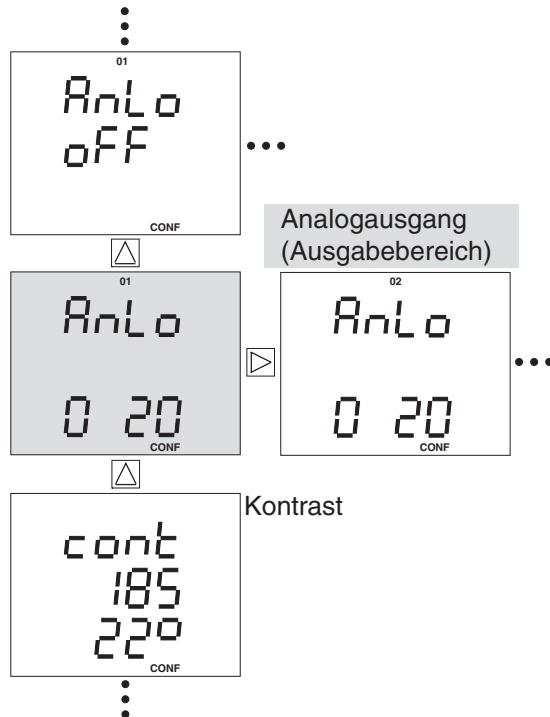 01
AnLo
oFF
CONF
Analogausgang
(Ausgabebereich)
01
AnLo
0 20
CONF
02
AnLo
0 20
CONF
Kontrast
cont
185
22°
CONF